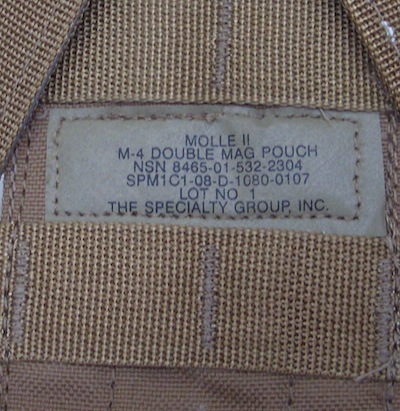 MOLLE II
M-4 DOUBLE MAG POUCH
NSN 8465-01-532-2304
SPM1C1-08-D-1080-0107
LOT NO 1
THE SPECIALTY GROUP, INC.